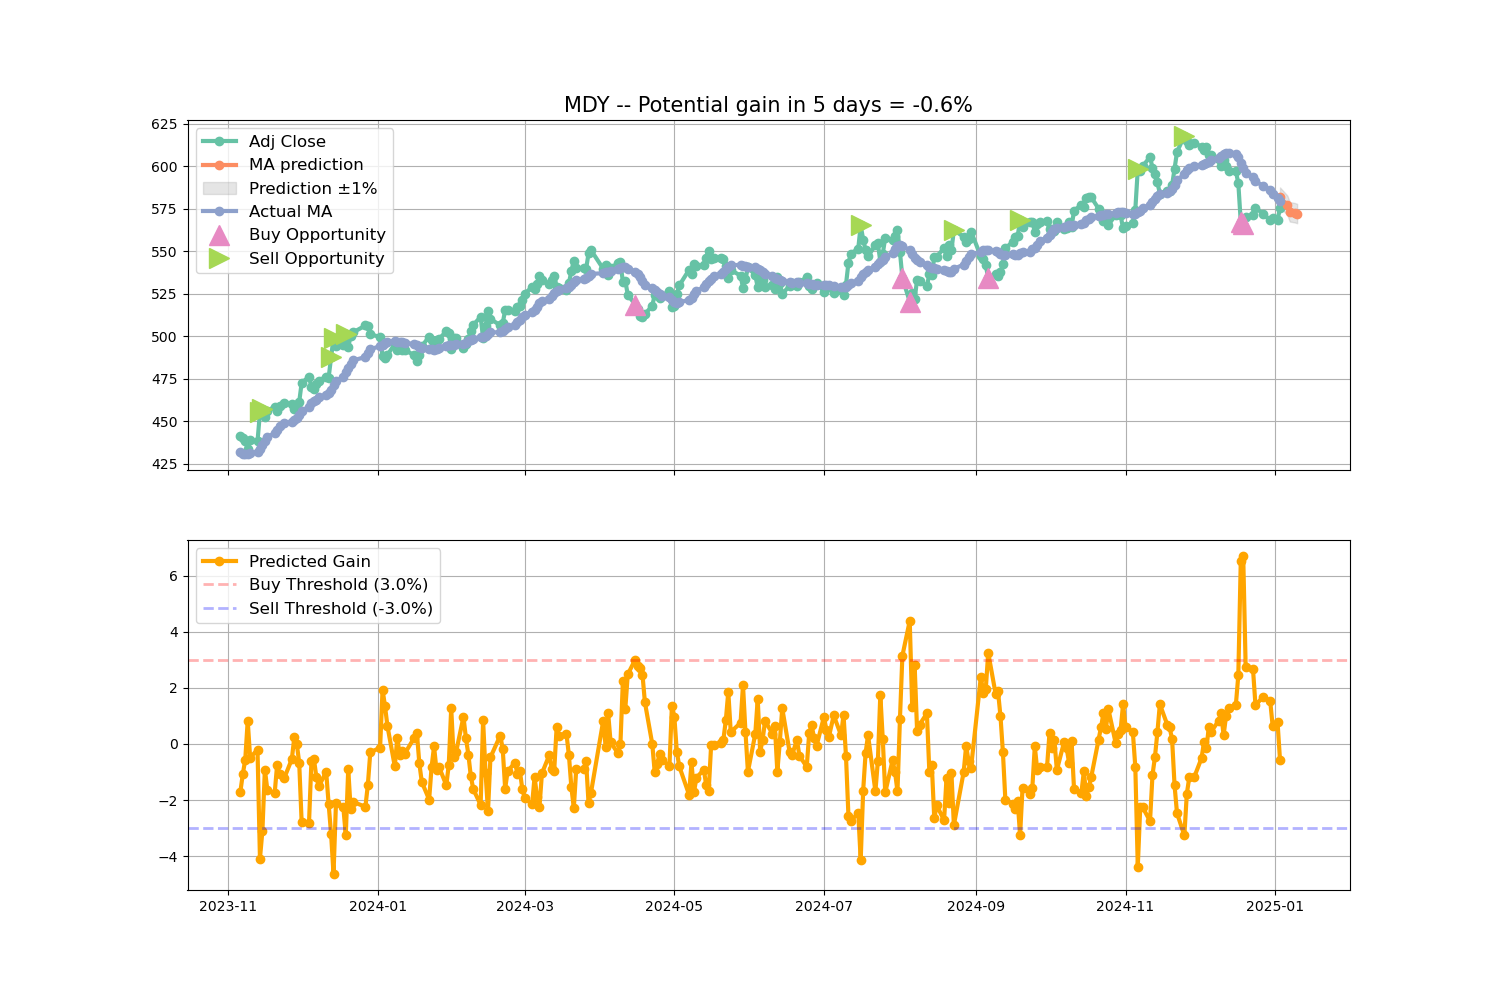 MDY -- Potential gain in 5 days = -0.6%
625
600
575
550
525
500
475
450
425
Adj Close
MA prediction
Prediction ±1%
Actual MA
Buy Opportunity
Sell Opportunity
6
4
2
0
−2
−4
Predicted Gain
Buy Threshold (3.0%)
Sell Threshold (-3.0%)
2023-11
2024-01
2024-03
2024-05
2024-07
2024-09
2024-11
2025-01